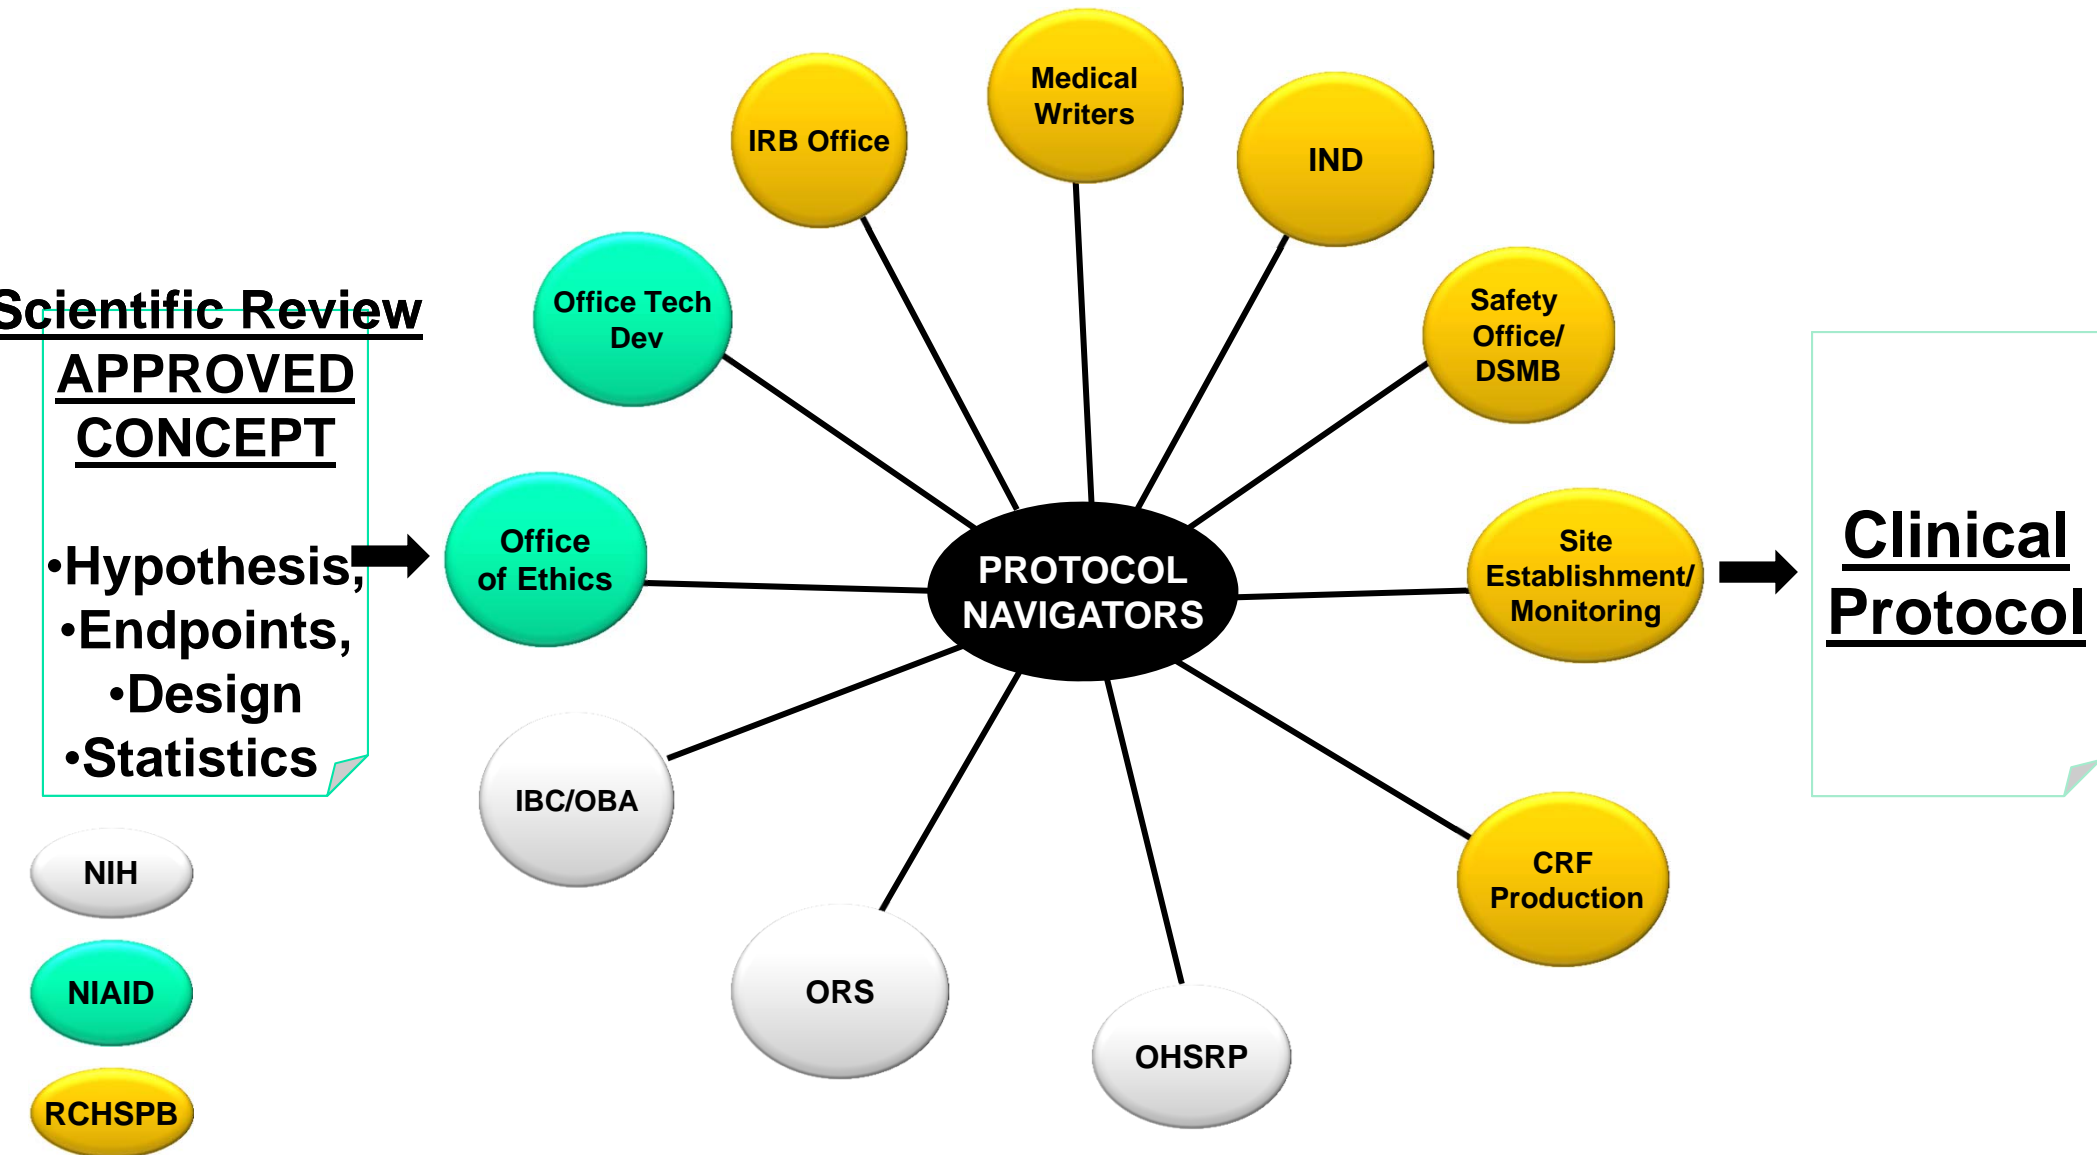 Scientific Review
APPROVED
CONCEPT
•Hypothesis,
•Endpoints,
•Design
•Statistics
NIH
NIAID
RCHSPB
IRB Office
Medical
Writers
IND
Office Tech
Dev
Safety
Office/
DSMB
Office
of Ethics
PROTOCOL
NAVIGATORS
Site
Establishment/
Monitoring
IBC/OBA
ORS
OHSRP
CRF
Production
Clinical
Protocol